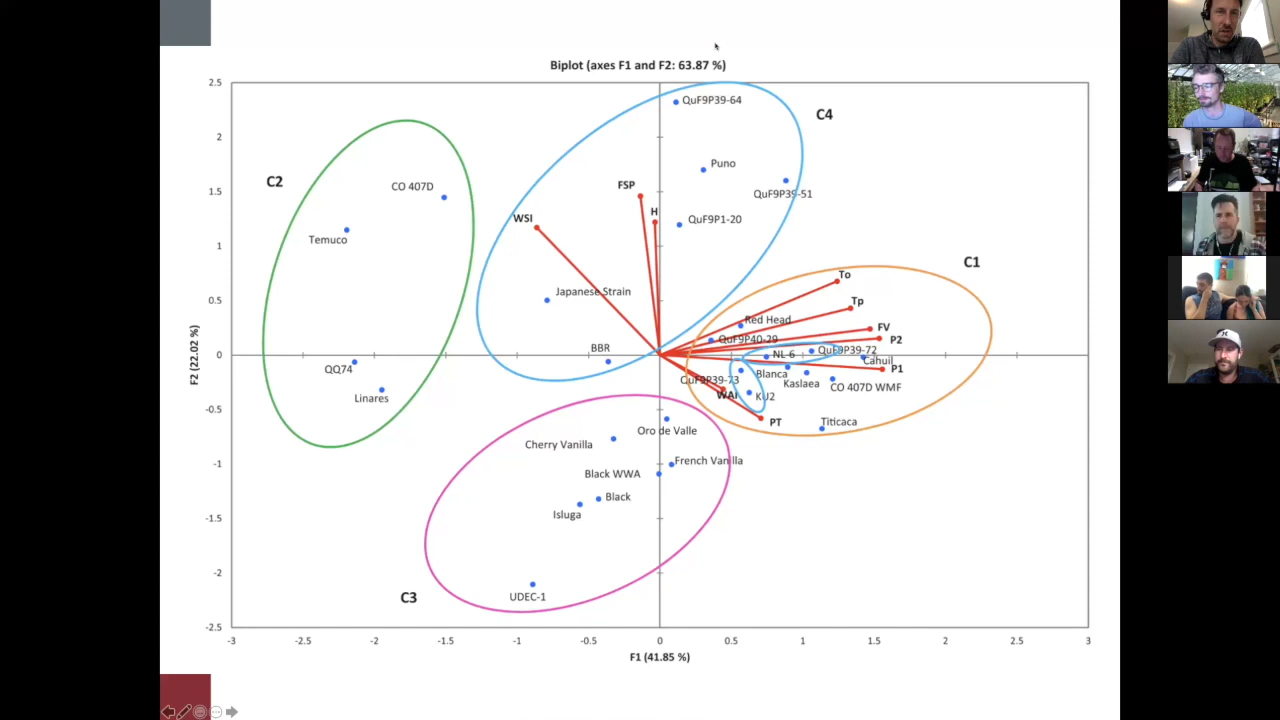 Biplot (axes F1 and F2: 63.87 %)
2.5
QuF9P39-64
C4
2
Puno
C2
FSP
CO 407D
QuF9P39-51
1.5
H
WSI
QuF9P1-20
Temuco
1
C1
To
Japanese Strain
Tp
0.5
Red Head
FV
QuF9P40-29
P2
BBR
NL-6
QuF9P39-72
0
Cahuil
QQ74
P1
QuF9P39-73
Blanca
Kaslaea
CO 407D WMF
WAI
KU2
Linares
-0.5
PT
Titicaca
Oro de Valle
Cherry Vanilla
French Vanilla
-1
Black WWA
Black
-1.5
Isluga
-2
UDEC-1
C3
-2.5
-3
-2.5
-2
-1.5
-1
-0.5
0
0.5
1
1.5
2
2.5
3
F1 (41.85 %)
F2 (22.02 %)